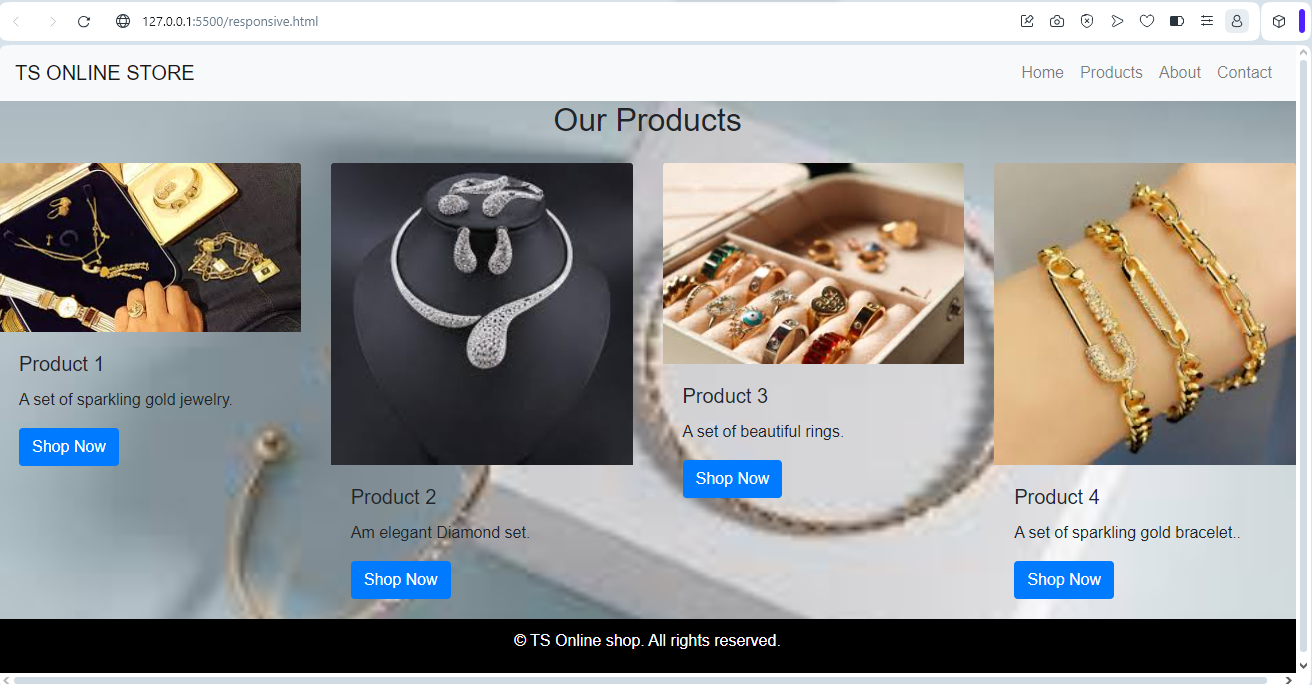 127.0.0.1:5500/responsive.html
TS ONLINE STORE
Home Products About Contact
Our Products
Product 1
A set of sparkling gold jewelry.
Shop Now
Product 2
Am elegant Diamond set.
Shop Now
Product 3
A set of beautiful rings.
Shop Now
Product 4
A set of sparkling gold bracelet..
Shop Now
© TS Online shop. All rights reserved.